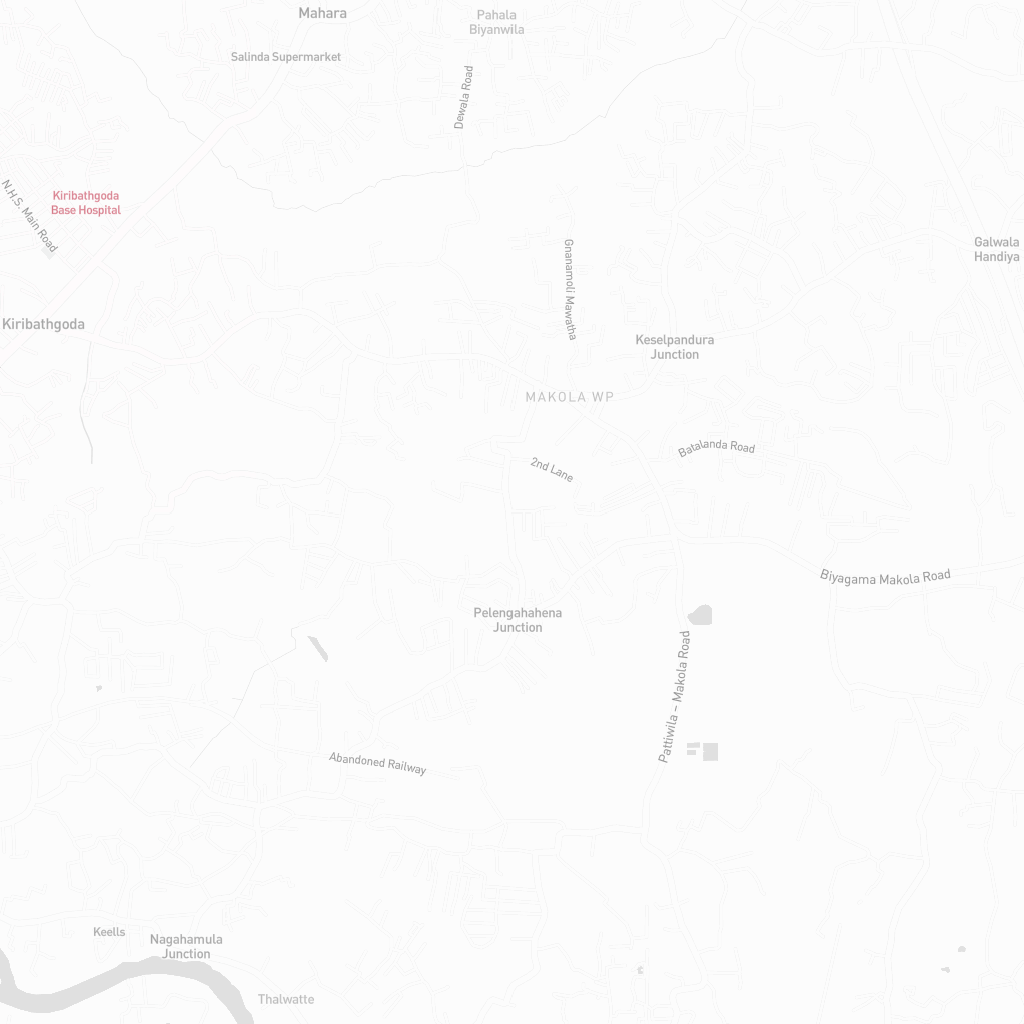 Mahara
Pahala
Biyanwila
Salinda Supermarket
Dewala Road
N.H.S. Main Road
Kiribathgoda
Base Hospital
Gnanamoli Mawatha
Galwala
Handiya
Kiribathgoda
Keselpandura
Junction
MAKOLA WP
Batalanda Road
2nd Lane
Biyagama Makola Road
Pelengahahena
Junction
Pattiwila – Makola Road
Abandoned Railway
Keells
Nagahamula
Junction
Thalwatte